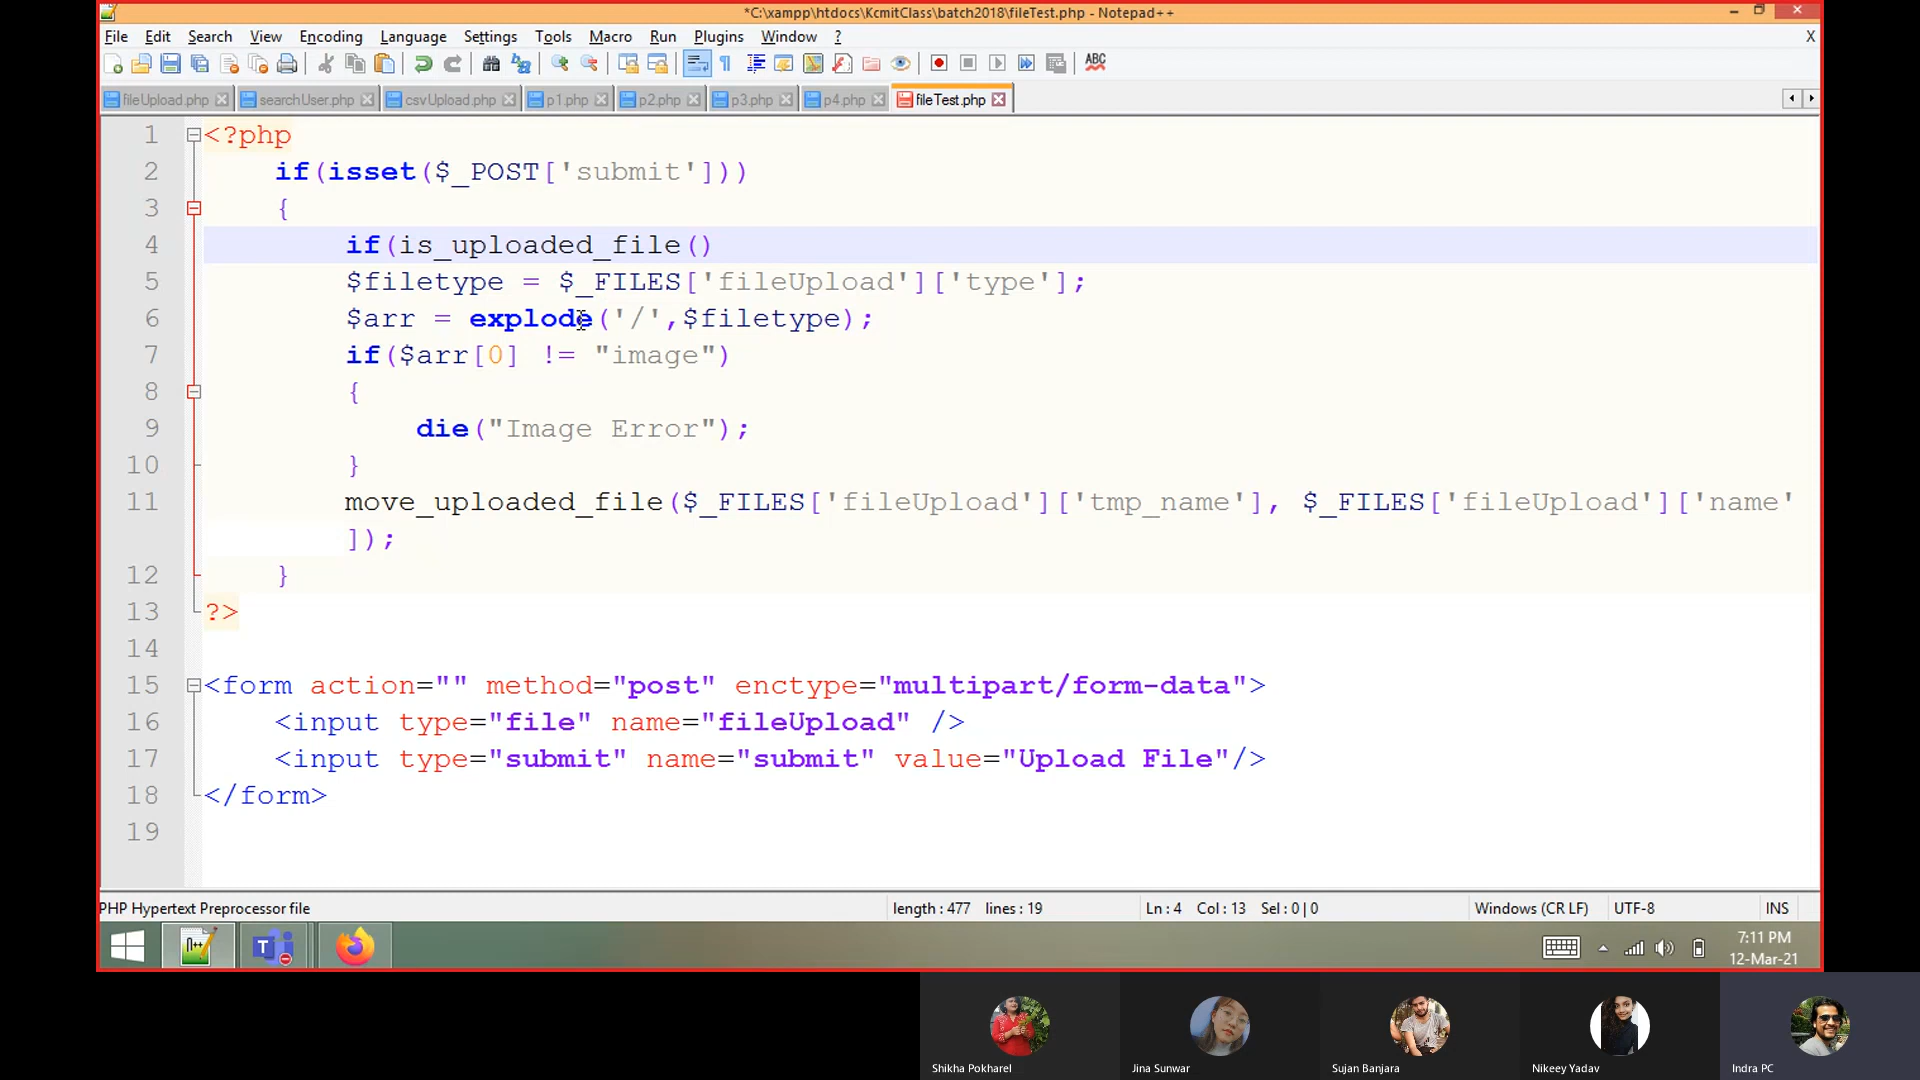 *C:\xampp\htdocs\KcmitClass\batch2018\fileTest.php - Notepad++
File Edit Search View Encoding Language Settings Tools Macro Run Plugins Window ? X
ABC
fileUpload.php searchUser.php csvUpload.php p1.php p2.php p3.php p4.php fileTest.php
1 <?php
2 if(isset($_POST['submit']))
3 {
4 if(is_uploaded_file()
5 $filetype = $_FILES['fileUpload']['type'];
6 $arr = explode('/',$filetype);
7 if($arr[0] != "image")
8 {
9 die("Image Error");
10 }
11 move_uploaded_file($_FILES['fileUpload']['tmp_name'], $_FILES['fileUpload']['name'
]);
12 }
13 ?>
14
15 <form action="" method="post" enctype="multipart/form-data">
16 <input type="file" name="fileUpload" />
17 <input type="submit" name="submit" value="Upload File"/>
18 </form>
19
PHP Hypertext Preprocessor file length : 477 lines : 19 Ln : 4 Col : 13 Sel : 0 | 0 Windows (CR LF) UTF-8 INS
7:11 PM
12-Mar-21
Shikha Pokharel Jina Sunwar Sujan Banjara Nikeey Yadav Indra PC